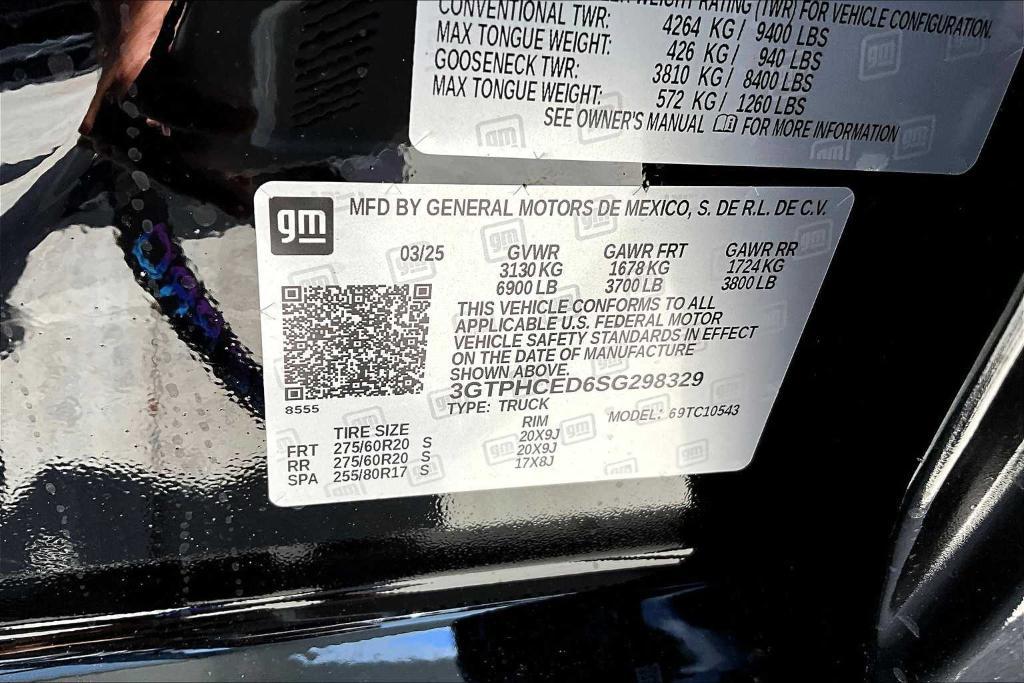 WEIGHT RATING (TWR) FOR VEHICLE CONFIGURATION.
CONVENTIONAL TWR: 4264 KG/ 9400 LBS
MAX TONGUE WEIGHT: 426 KG/ 940 LBS
GOOSENECK TWR: 3810 KG/ 8400 LBS
MAX TONGUE WEIGHT: 572 KG/ 1260 LBS
SEE OWNER'S MANUAL FOR MORE INFORMATION
gm MFD BY GENERAL MOTORS DE MEXICO, S. DE R.L. DE C.V.
03/25 GVWR GAWR FRT GAWR RR
3130 KG 1678 KG 1724 KG
6900 LB 3700 LB 3800 LB
THIS VEHICLE CONFORMS TO ALL
APPLICABLE U.S. FEDERAL MOTOR
VEHICLE SAFETY STANDARDS IN EFFECT
ON THE DATE OF MANUFACTURE
SHOWN ABOVE.
3GTPHCED6SG298329
8555 TYPE: TRUCK MODEL: 69TC10543
TIRE SIZE RIM
FRT 275/60R20 S 20X9J
RR 275/60R20 S 20X9J
SPA 255/80R17 S 17X8J